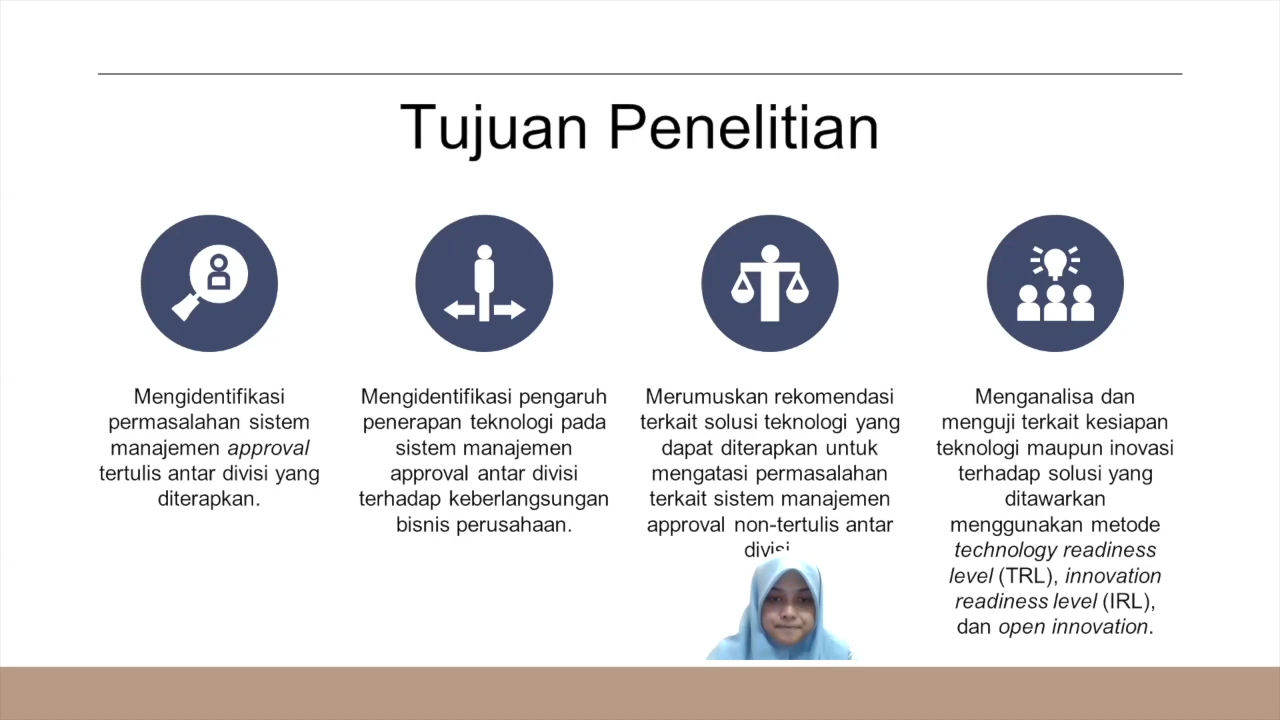 Tujuan Penelitian
Mengidentifikasi
permasalahan sistem
manajemen approval
tertulis antar divisi yang
diterapkan.
Mengidentifikasi pengaruh
penerapan teknologi pada
sistem manajemen
approval antar divisi
terhadap keberlangsungan
bisnis perusahaan.
Merumuskan rekomendasi
terkait solusi teknologi yang
dapat diterapkan untuk
mengatasi permasalahan
terkait sistem manajemen
approval non-tertulis antar
divisi
Menganalisa dan
menguji terkait kesiapan
teknologi maupun inovasi
terhadap solusi yang
ditawarkan
menggunakan metode
technology readiness
level (TRL), innovation
readiness level (IRL),
dan open innovation.